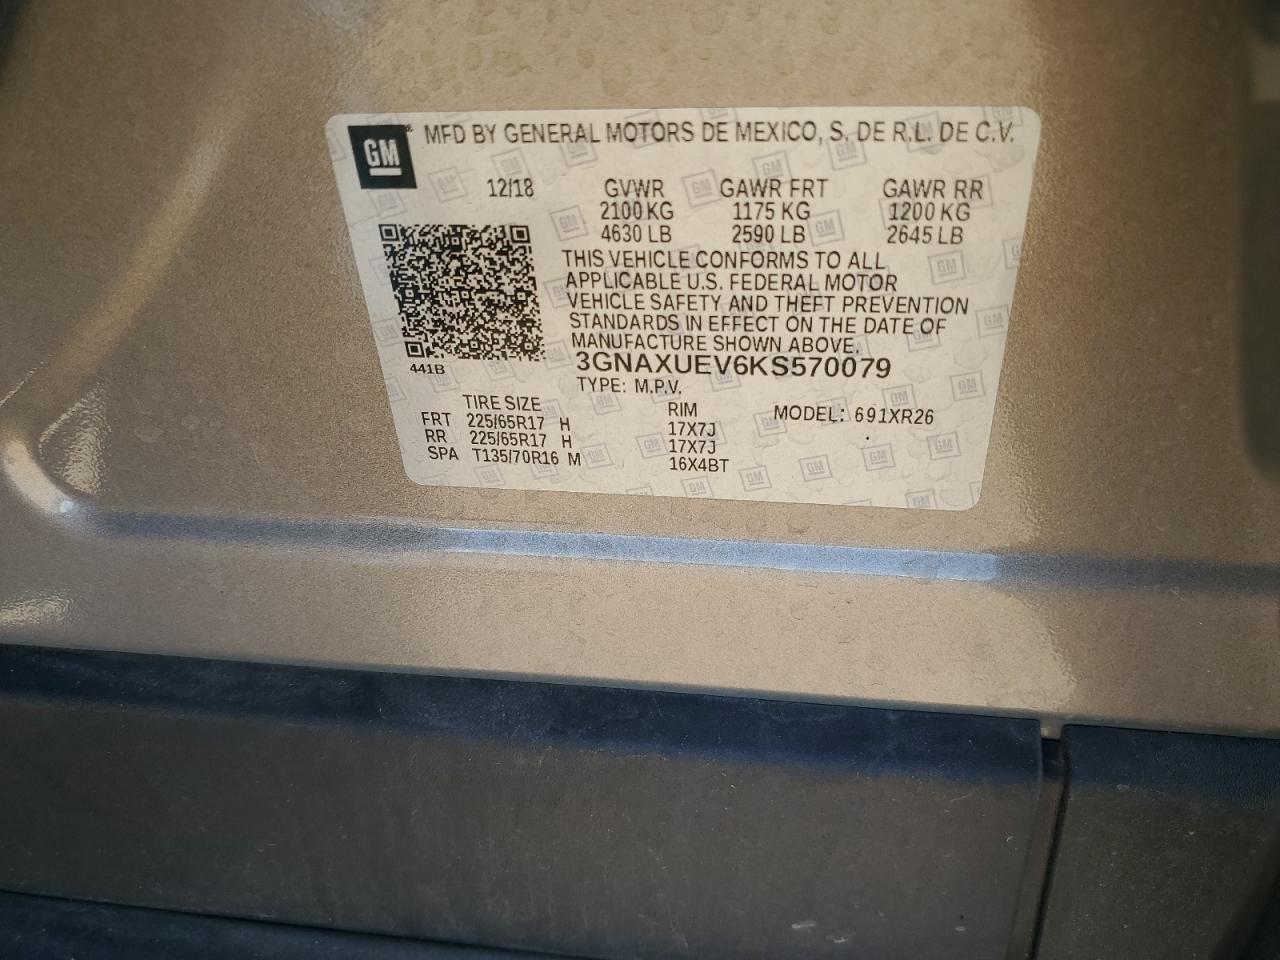 GM MFD BY GENERAL MOTORS DE MEXICO, S. DE R.L. DE C.V.
12/18 GVWR GAWR FRT GAWR RR
2100 KG 1175 KG 1200 KG
4630 LB 2590 LB 2645 LB
THIS VEHICLE CONFORMS TO ALL
APPLICABLE U.S. FEDERAL MOTOR
VEHICLE SAFETY AND THEFT PREVENTION
STANDARDS IN EFFECT ON THE DATE OF
MANUFACTURE SHOWN ABOVE.
441B 3GNAXUEV6KS570079
TYPE: M.P.V.
TIRE SIZE RIM MODEL: 691XR26
FRT 225/65R17 H 17X7J
RR 225/65R17 H 17X7J
SPA T135/70R16 M 16X4BT